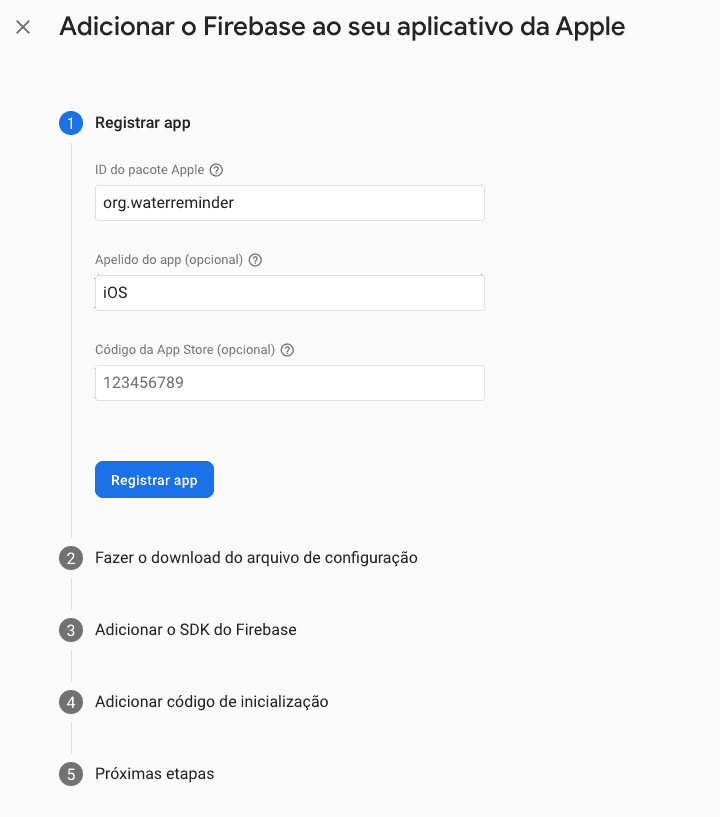 Adicionar o Firebase ao seu aplicativo da Apple
1 Registrar app
ID do pacote Apple ?
org.waterreminder
Apelido do app (opcional) ?
iOS
Código da App Store (opcional) ?
123456789
Registrar app
2 Fazer o download do arquivo de configuração
3 Adicionar o SDK do Firebase
4 Adicionar código de inicialização
5 Próximas etapas